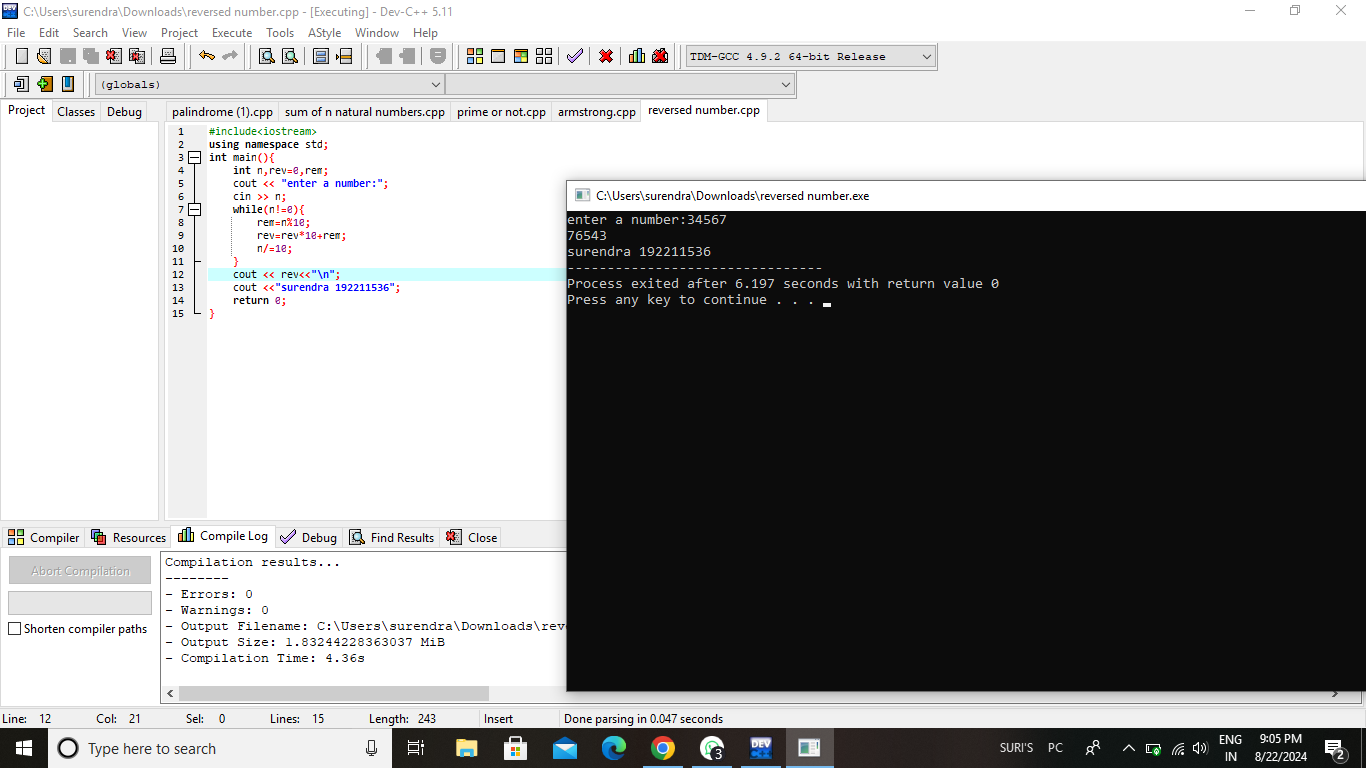 C:\Users\surendra\Downloads\reversed number.cpp - [Executing] - Dev-C++ 5.11
File Edit Search View Project Execute Tools AStyle Window Help
TDM-GCC 4.9.2 64-bit Release
(globals)
Project Classes Debug
palindrome (1).cpp sum of n natural numbers.cpp prime or not.cpp armstrong.cpp reversed number.cpp
1 #include<iostream>
2 using namespace std;
3 int main(){
4 int n,rev=0,rem;
5 cout << "enter a number:";
6 cin >> n;
7 while(n!=0){
8 rem=n%10;
9 rev=rev*10+rem;
10 n/=10;
11 }
12 cout << rev<<"\n";
13 cout <<"surendra 192211536";
14 return 0;
15 }
C:\Users\surendra\Downloads\reversed number.exe
enter a number:34567
76543
surendra 192211536
--------------------------------
Process exited after 6.197 seconds with return value 0
Press any key to continue . . .
Compiler Resources Compile Log Debug Find Results Close
Abort Compilation
Shorten compiler paths
Compilation results...
--------
- Errors: 0
- Warnings: 0
- Output Filename: C:\Users\surendra\Downloads\rev
- Output Size: 1.83244228363037 MiB
- Compilation Time: 4.36s
Line: 12 Col: 21 Sel: 0 Lines: 15 Length: 243 Insert Done parsing in 0.047 seconds
Type here to search
3
DEV
SURI'S PC
ENG
IN
9:05 PM
8/22/2024
2